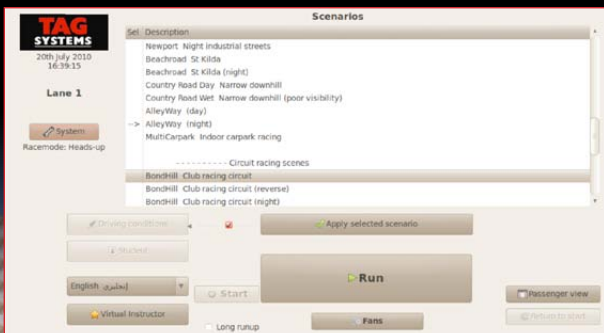 Scenarios
TAG
SYSTEMS
20th July 2010
16:39:15
Lane 1
System
Racemode: Heads-up
Sel Description
Newport Night industrial streets
Beachroad St Kilda
Beachroad St Kilda (night)
Country Road Day Narrow downhill
Country Road Wet Narrow downhill (poor visibility)
AlleyWay (day)
--> AlleyWay (night)
MultiCarpark Indoor carpark racing
- - - - - - - - - - Circuit racing scenes
BondHill Club racing circuit
BondHill Club racing circuit (reverse)
BondHill Club racing circuit (night)
Driving conditions
Apply selected scenario
Student
English إنجليزى
Start
Run
Passenger view
Virtual Instructor
Long runup
Fans
Return to start